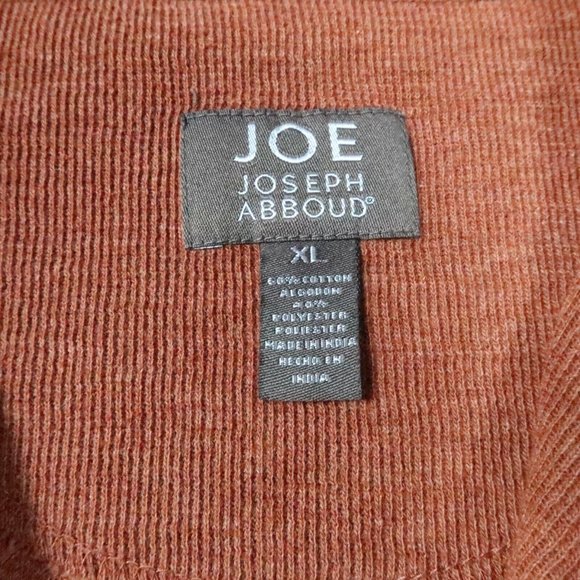 JOE
JOSEPH
ABBOUD®
XL
60% COTTON
ALGODON
40%
POLYESTER
POLIESTER
MADE IN INDIA
HECHO EN
INDIA